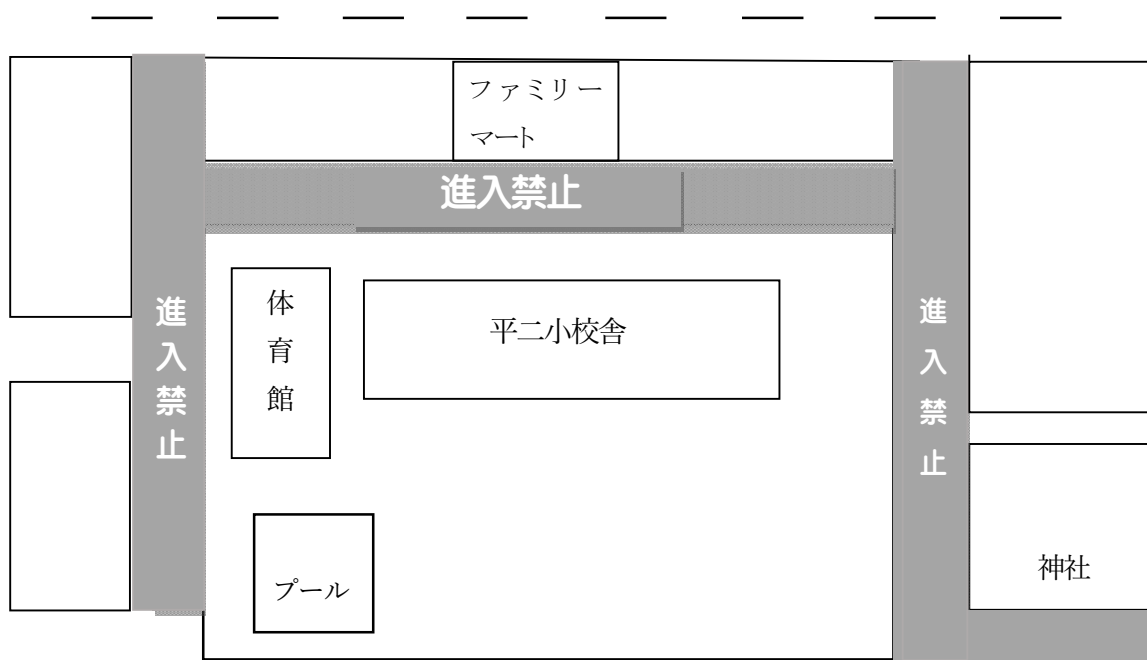 ファミリー
マート
進入禁止
体育館
平二小校舎
進入禁止
進入禁止
プール
神社